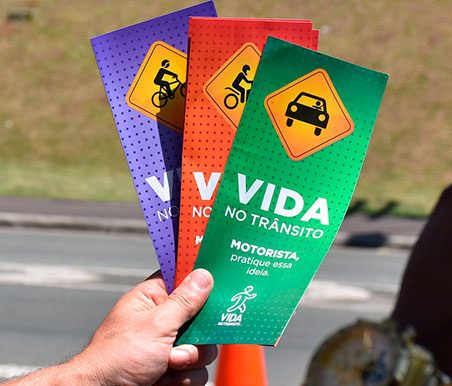 VI
NO
VI
NO
M
VIDA
NO TRÂNSITO
MOTORISTA,
pratique essa
ideia.
VIDA
NO TRÂNSITO